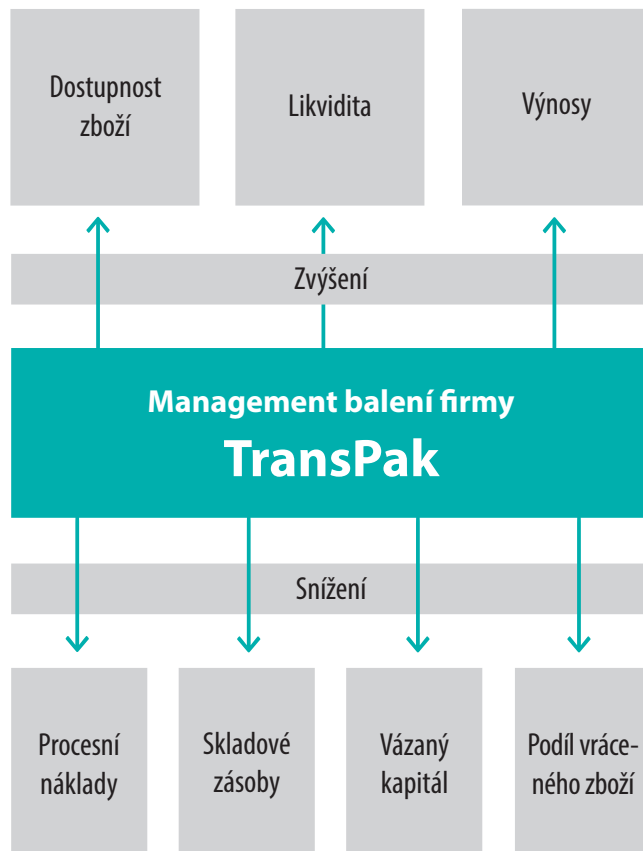 Dostupnost
zboží
Likvidita
Výnosy
Zvýšení
Management balení firmy
TransPak
Snížení
Procesní
náklady
Skladové
zásoby
Vázaný
kapitál
Podíl vráce-
ného zboží